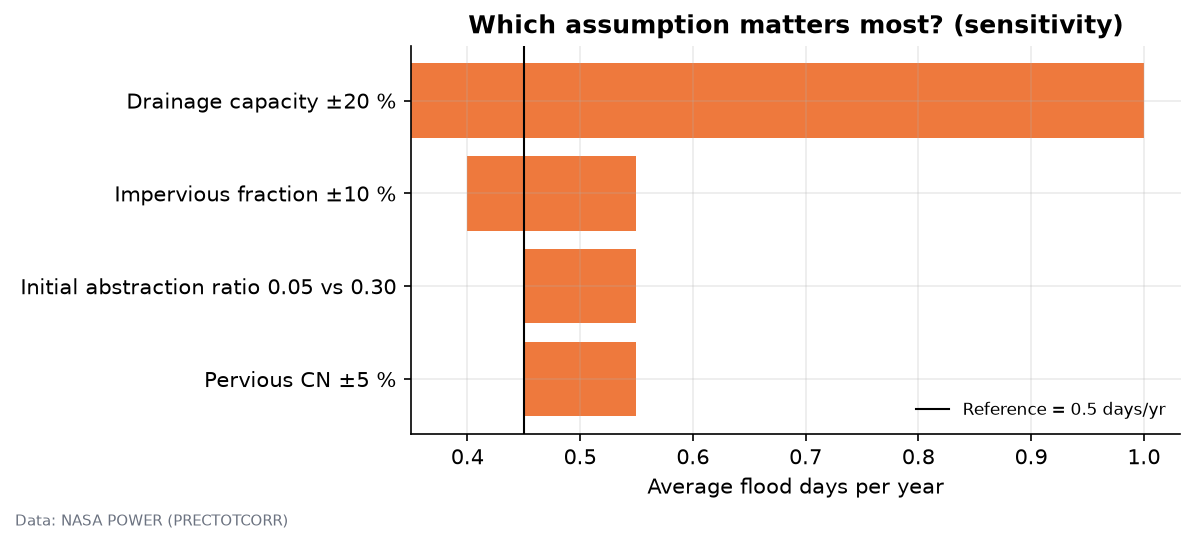 Which assumption matters most? (sensitivity)
Drainage capacity ±20 %
Impervious fraction ±10 %
Initial abstraction ratio 0.05 vs 0.30
Pervious CN ±5 %
Reference = 0.5 days/yr
0.4 0.5 0.6 0.7 0.8 0.9 1.0
Average flood days per year
Data: NASA POWER (PRECTOTCORR)